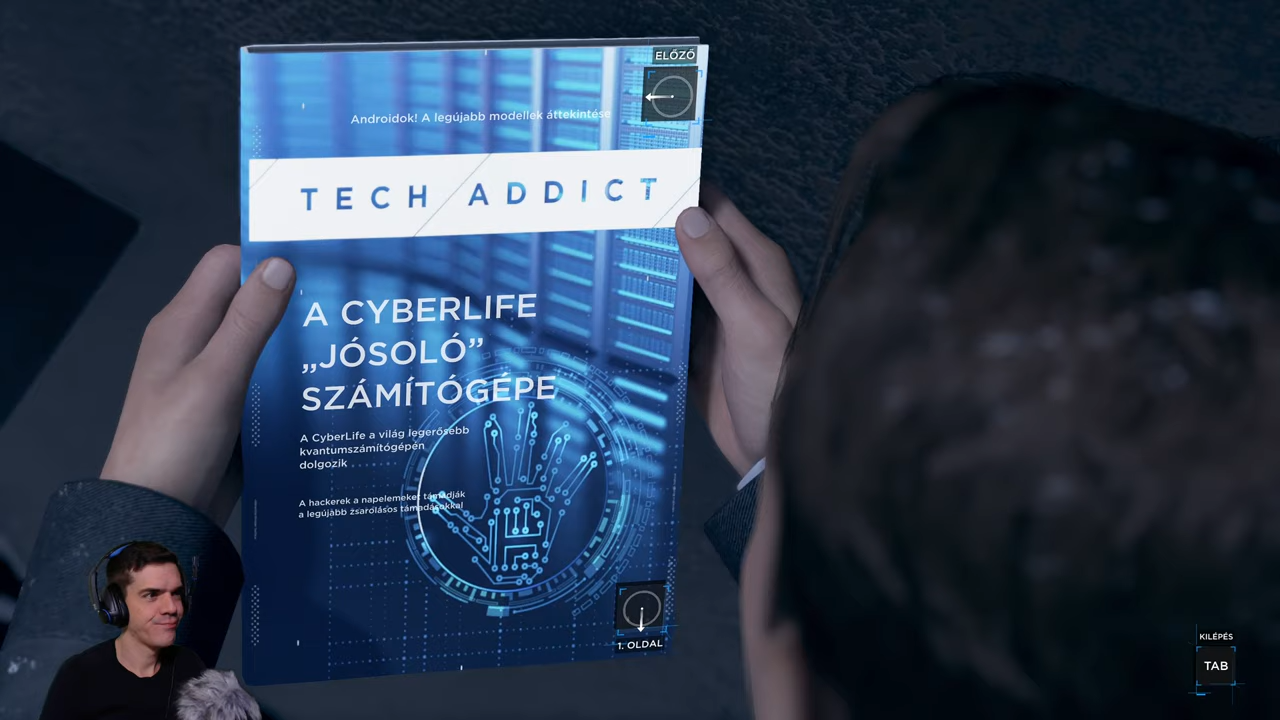 ELŐZŐ
Androidok! A legújabb modellek áttekintése
TECH ADDICT
A CYBERLIFE
„JÓSOLÓ”
SZÁMÍTÓGÉPE
A CyberLife a világ legerősebb
kvantumszámítógépén
dolgozik
A hackerek a napelemeket támadják
a legújabb zsarolásos támadásokkal
1. OLDAL
KILÉPÉS
TAB